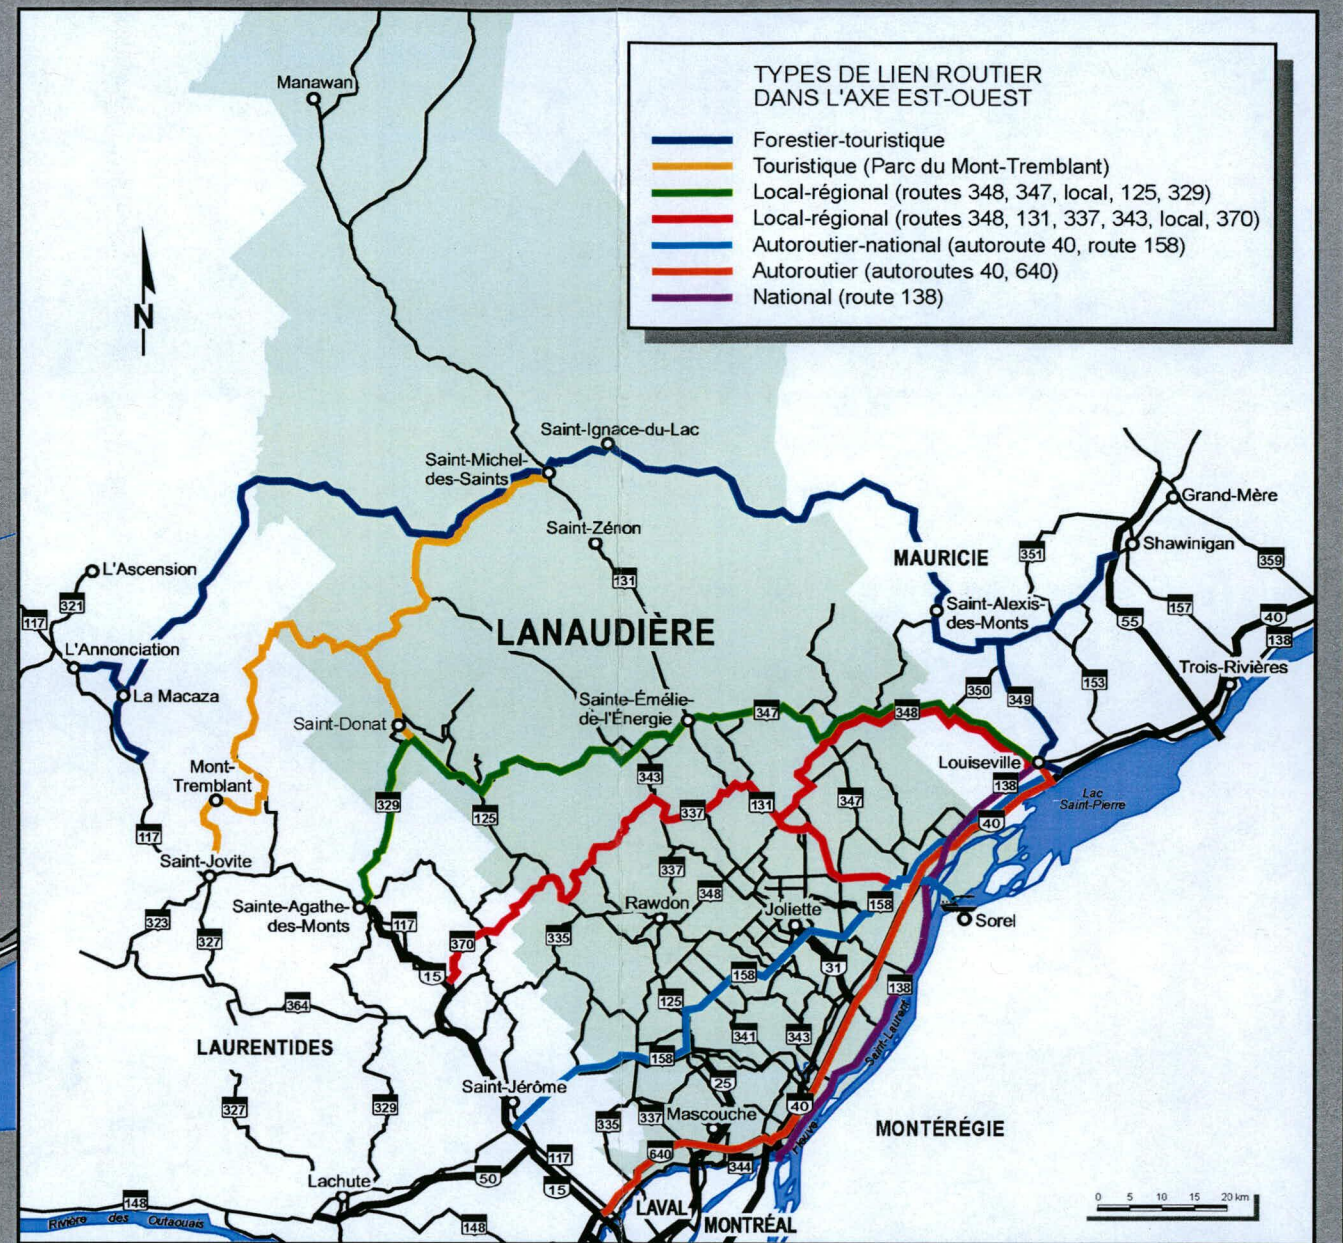 Manawan
TYPES DE LIEN ROUTIER
DANS L'AXE EST-OUEST
Forestier-touristique
Touristique (Parc du Mont-Tremblant)
Local-régional (routes 348, 347, local, 125, 329)
Local-régional (routes 348, 131, 337, 343, local, 370)
Autoroutier-national (autoroute 40, route 158)
Autoroutier (autoroutes 40, 640)
National (route 138)
N
Saint-Ignace-du-Lac
Saint-Michel-
des-Saints
Grand-Mère
Saint-Zénon
Shawinigan
MAURICIE
351
359
L'Ascension
131
321
117
157
40
Saint-Alexis-
des-Monts
55
138
LANAUDIÈRE
L'Annonciation
Trois-Rivières
La Macaza
350
349
153
Sainte-Émélie-
de-l'Énergie
347
348
Saint-Donat
Louiseville
Mont-
Tremblant
343
138
Lac
Saint-Pierre
329
125
337
131
347
40
117
Saint-Jovite
337
348
158
Sainte-Agathe-
des-Monts
Rawdon
Joliette
Sorel
323
327
117
370
335
15
158
31
138
364
125
341
343
Saint-Laurent
LAURENTIDES
158
25
Saint-Jérôme
327
329
335
337
Mascouche
40
Fleuve
MONTÉRÉGIE
640
344
117
50
15
Lachute
148
Rivière des Outaouais
148
LAVAL
MONTRÉAL
0 5 10 15 20 km